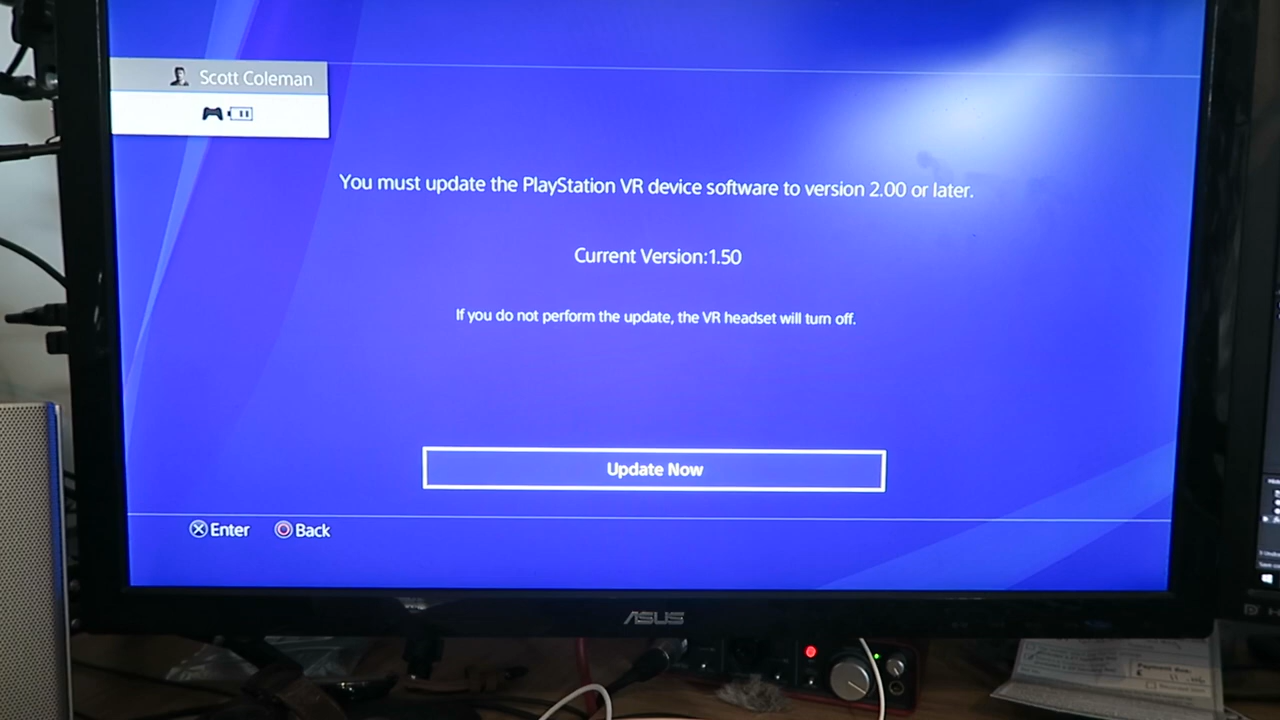 Scott Coleman
You must update the PlayStation VR device software to version 2.00 or later.
Current Version:1.50
If you do not perform the update, the VR headset will turn off.
Update Now
Enter
Back
ASUS
Payment due: